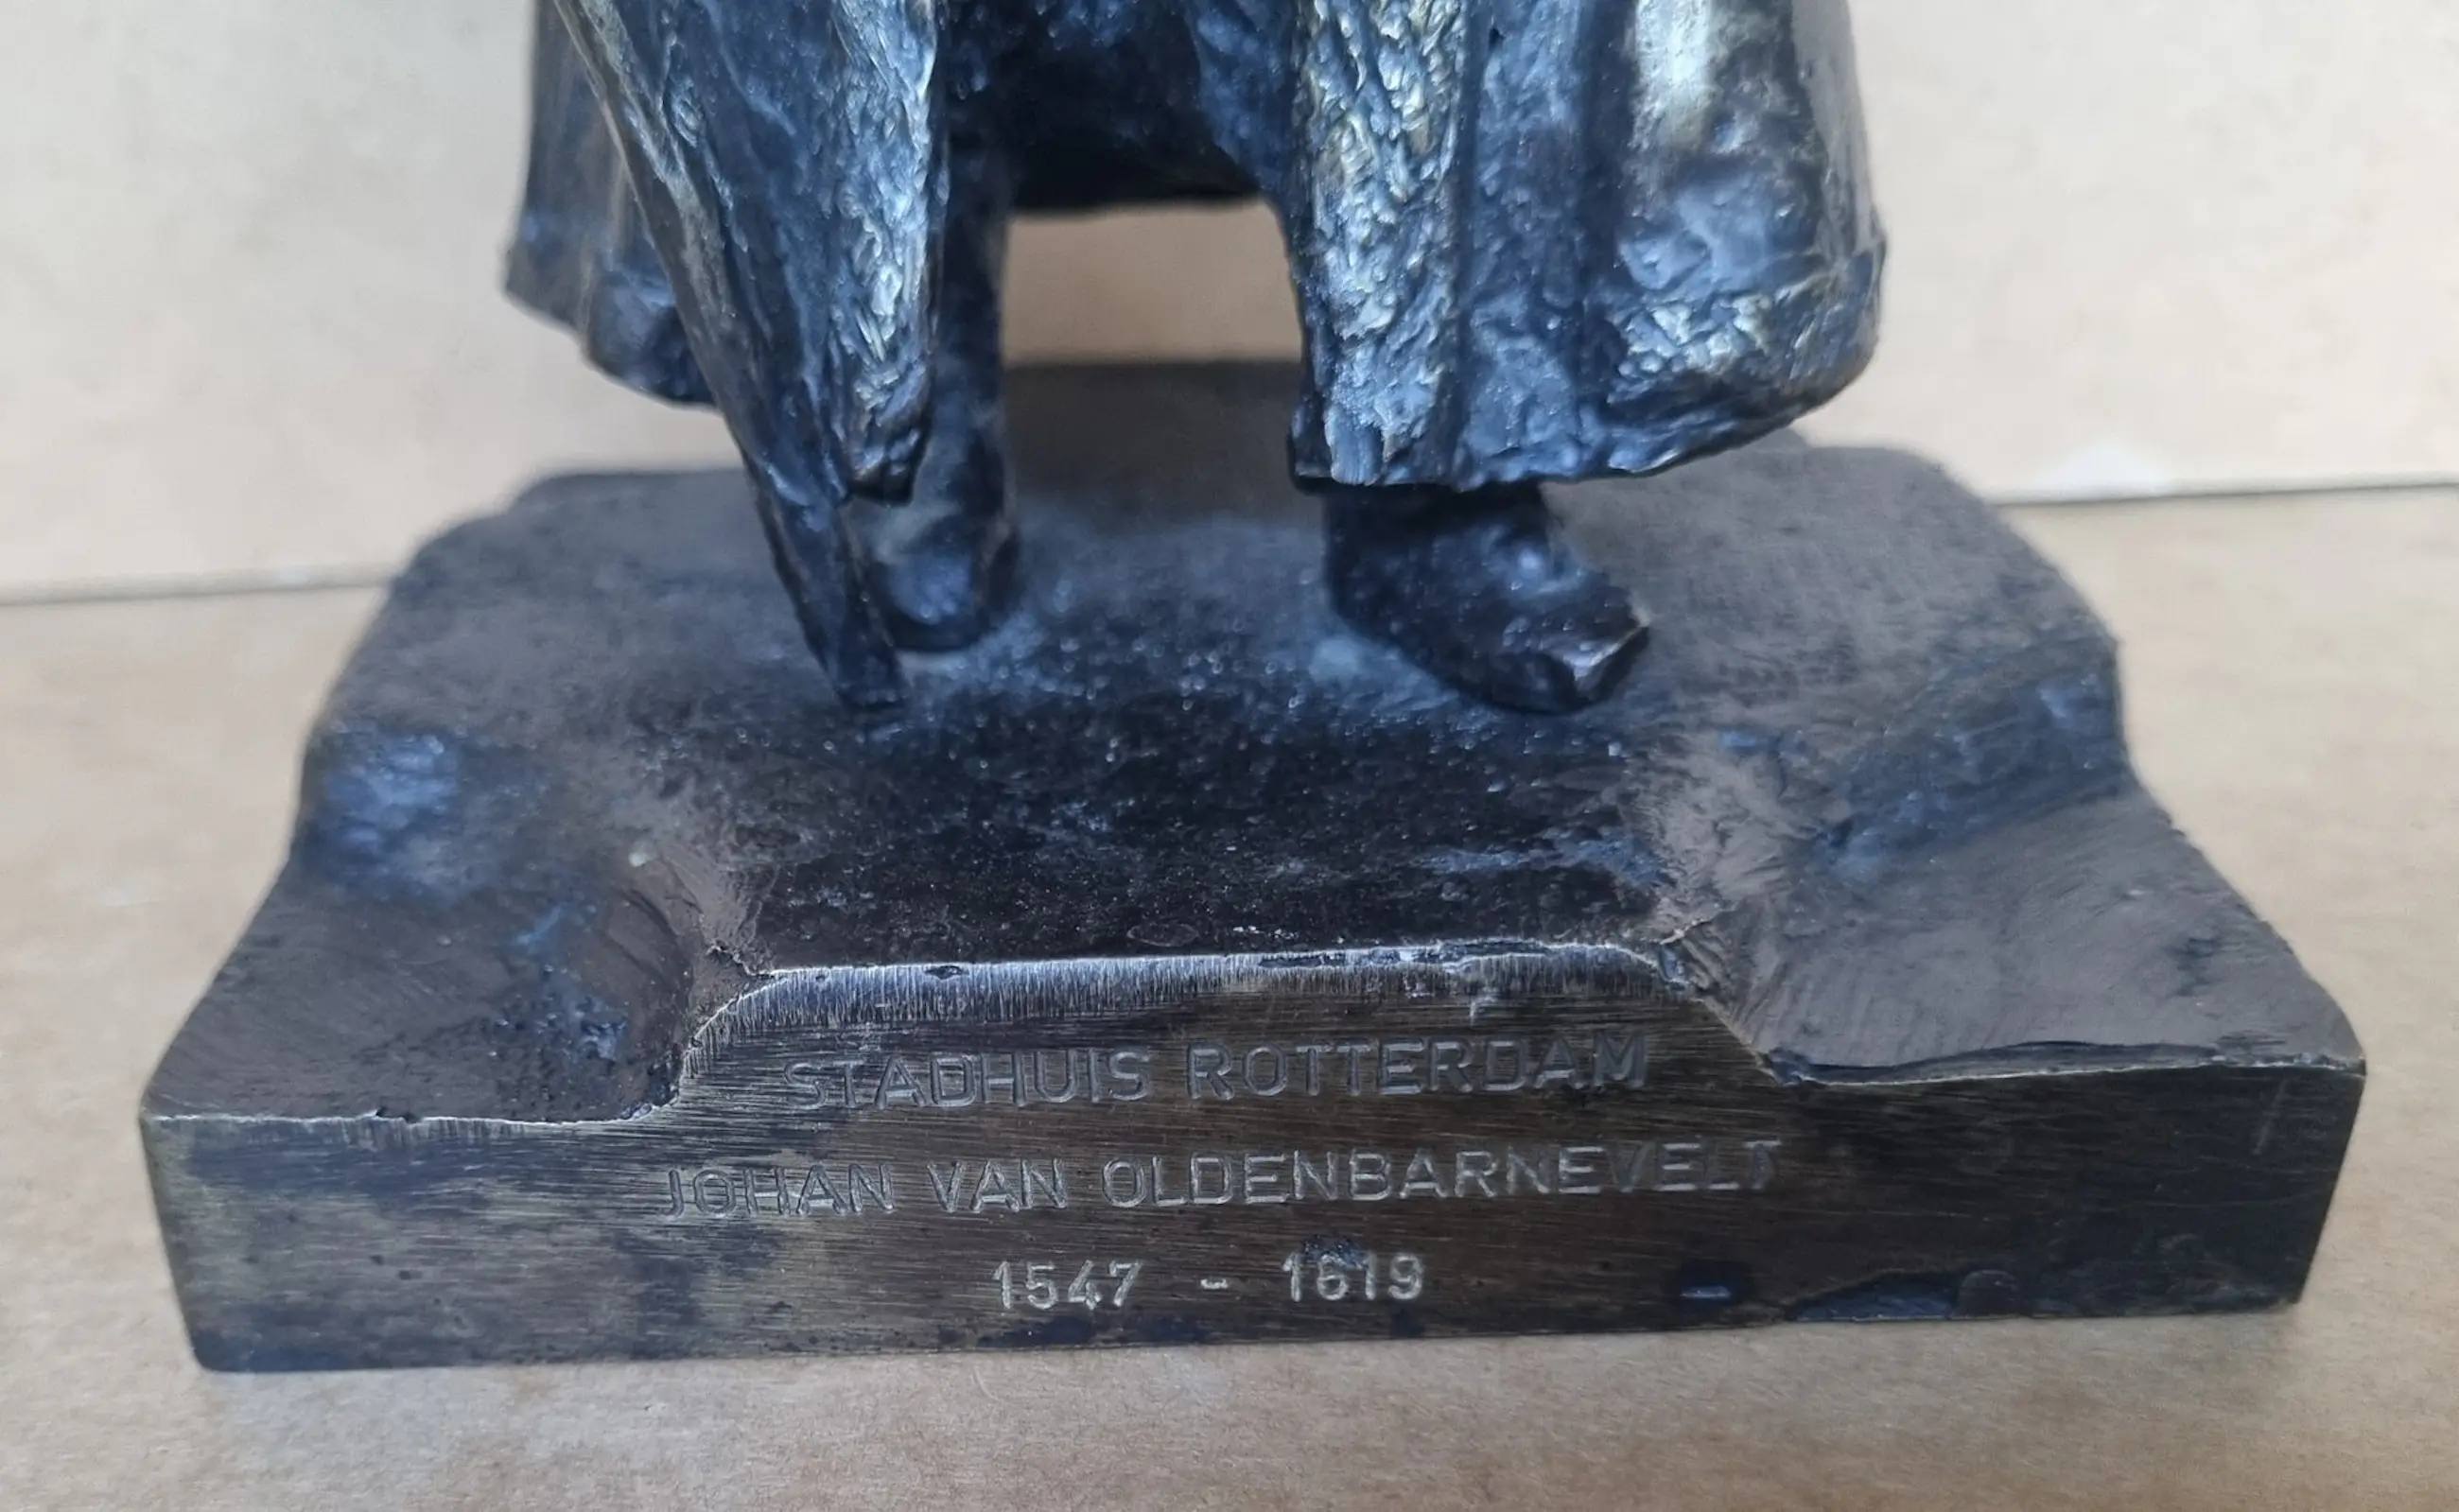 STADHUIS ROTTERDAM
JOHAN VAN OLDENBARNEVELT
1547 - 1619